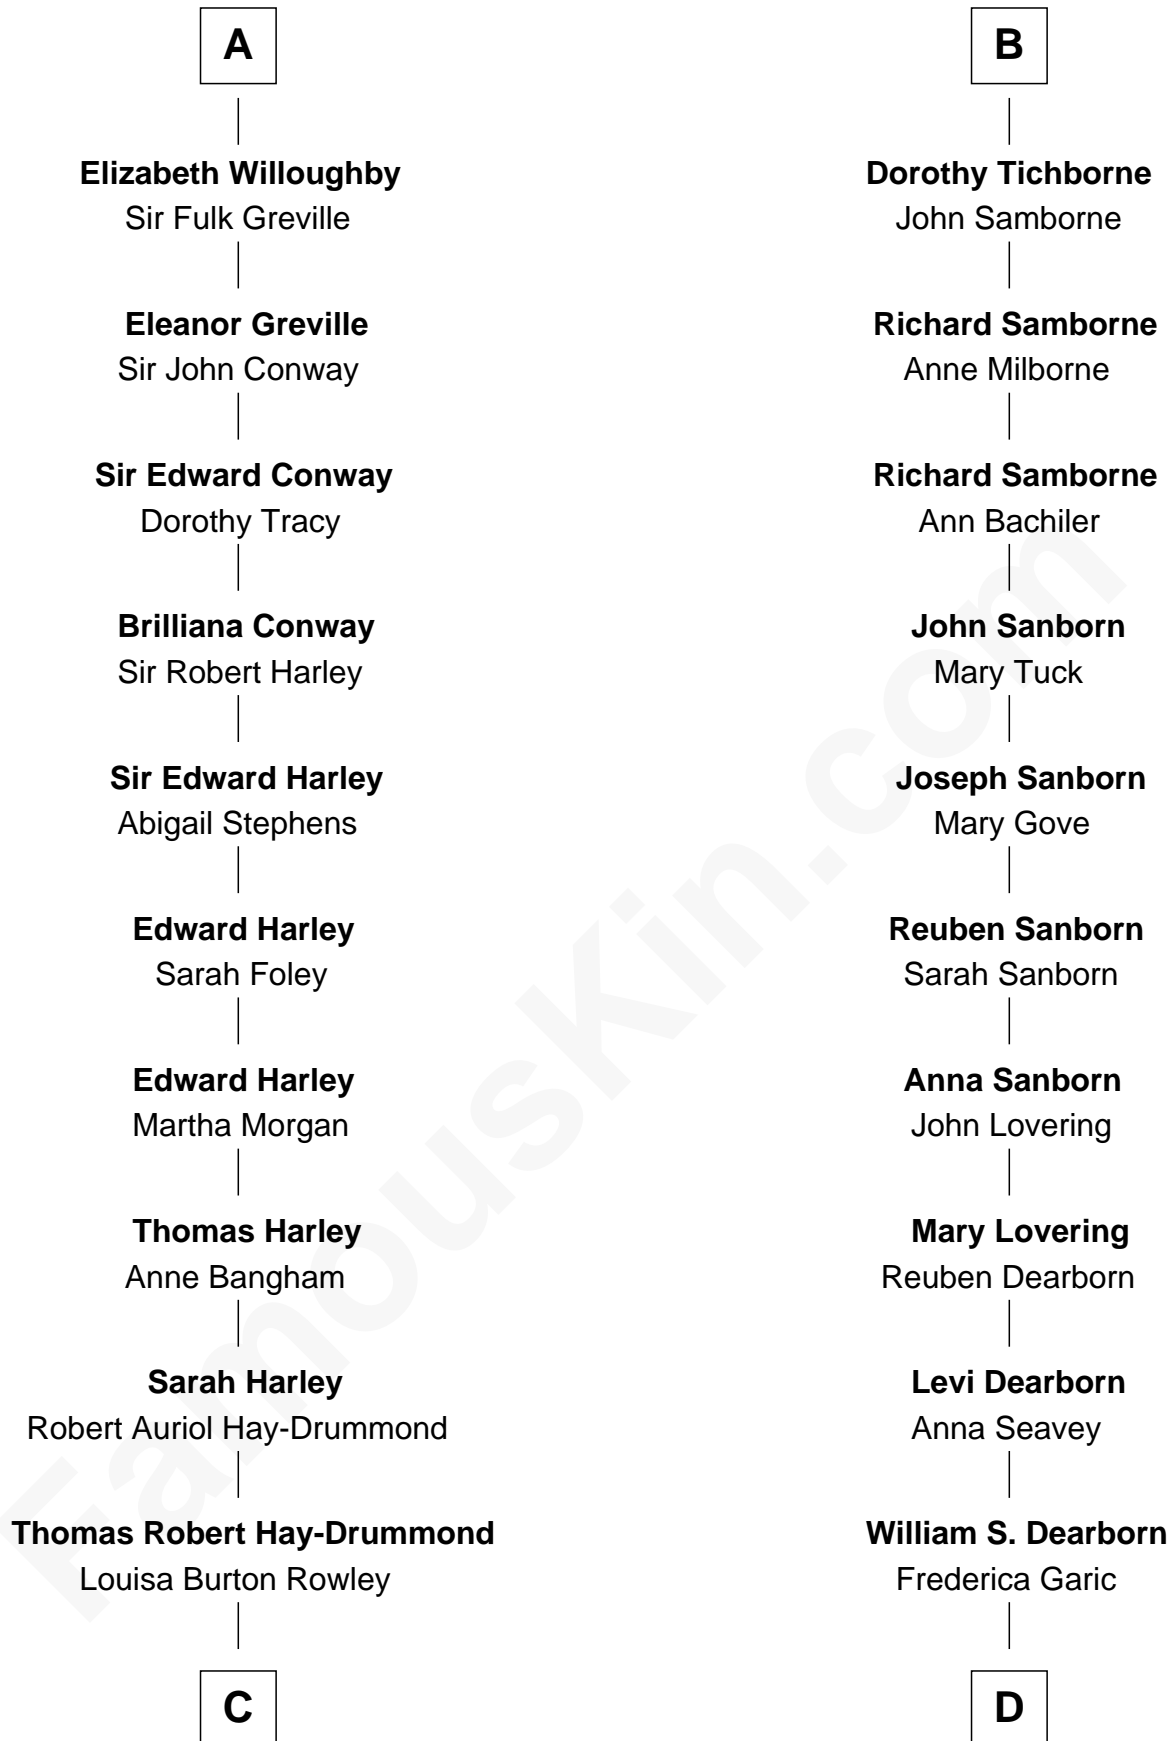 A
Elizabeth Willoughby
Sir Fulk Greville
Eleanor Greville
Sir John Conway
Sir Edward Conway
Dorothy Tracy
Brilliana Conway
Sir Robert Harley
Sir Edward Harley
Abigail Stephens
Edward Harley
Sarah Foley
Edward Harley
Martha Morgan
Thomas Harley
Anne Bangham
Sarah Harley
Robert Auriol Hay-Drummond
Thomas Robert Hay-Drummond
Louisa Burton Rowley
C
B
Dorothy Tichborne
John Samborne
Richard Samborne
Anne Milborne
Richard Samborne
Ann Bachiler
John Sanborn
Mary Tuck
Joseph Sanborn
Mary Gove
Reuben Sanborn
Sarah Sanborn
Anna Sanborn
John Lovering
Mary Lovering
Reuben Dearborn
Levi Dearborn
Anna Seavey
William S. Dearborn
Frederica Garic
D
FamousKin.com